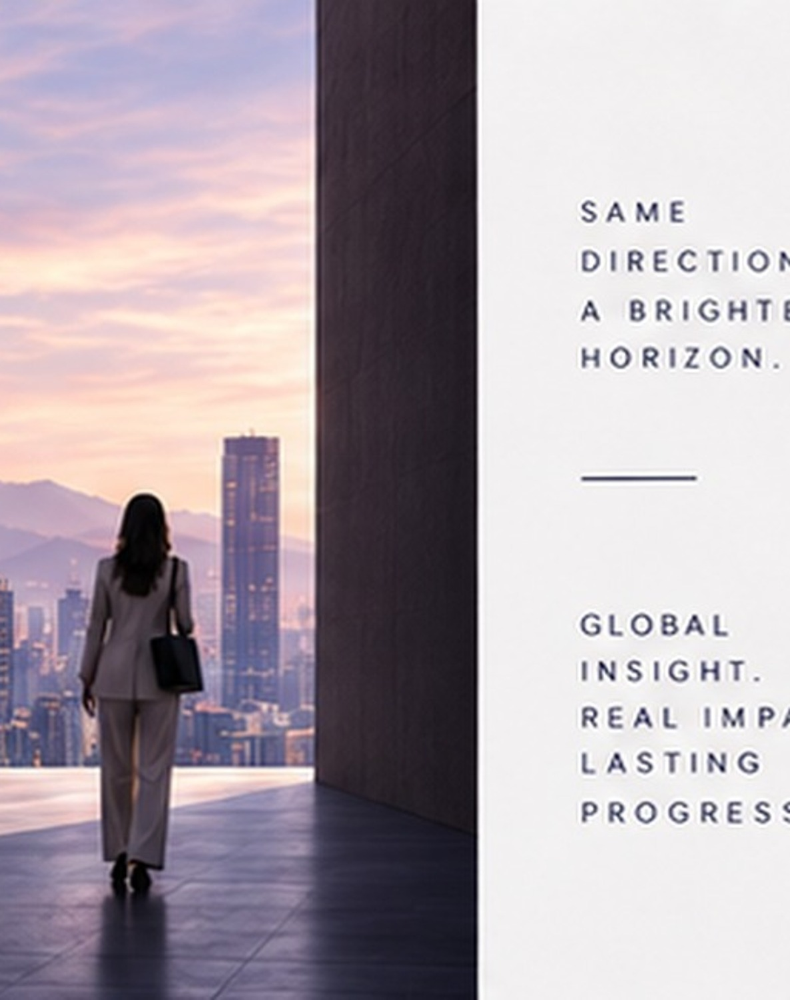 SAME
DIRECTION
A BRIGHTE
HORIZON.
GLOBAL
INSIGHT.
REAL IMPA
LASTING
PROGRESS